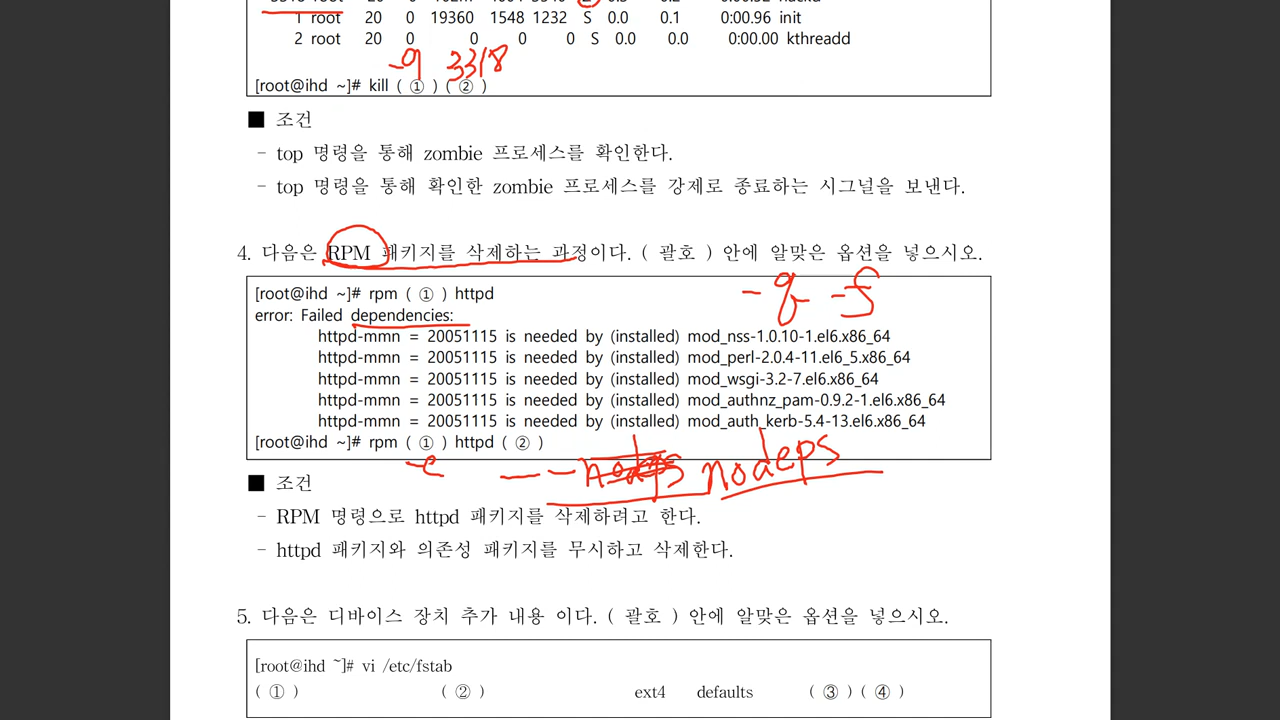 1 root 20 0 19360 1548 1232 S 0.0 0.1 0:00.96 init
2 root 20 0 0 0 0 S 0.0 0.0 0:00.00 kthreadd
-9 3318
[root@ihd ~]# kill ( ① ) ( ② )
■ 조건
- top 명령을 통해 zombie 프로세스를 확인한다.
- top 명령을 통해 확인한 zombie 프로세스를 강제로 종료하는 시그널을 보낸다.
4. 다음은 RPM 패키지를 삭제하는 과정이다. ( 괄호 ) 안에 알맞은 옵션을 넣으시오.
[root@ihd ~]# rpm ( ① ) httpd
-q -f
error: Failed dependencies:
httpd-mmn = 20051115 is needed by (installed) mod_nss-1.0.10-1.el6.x86_64
httpd-mmn = 20051115 is needed by (installed) mod_perl-2.0.4-11.el6_5.x86_64
httpd-mmn = 20051115 is needed by (installed) mod_wsgi-3.2-7.el6.x86_64
httpd-mmn = 20051115 is needed by (installed) mod_authnz_pam-0.9.2-1.el6.x86_64
httpd-mmn = 20051115 is needed by (installed) mod_auth_kerb-5.4-13.el6.x86_64
[root@ihd ~]# rpm ( ① ) httpd ( ② )
-e -- nodeps
■ 조건
- RPM 명령으로 httpd 패키지를 삭제하려고 한다.
- httpd 패키지와 의존성 패키지를 무시하고 삭제한다.
5. 다음은 디바이스 장치 추가 내용 이다. ( 괄호 ) 안에 알맞은 옵션을 넣으시오.
[root@ihd ~]# vi /etc/fstab
( ① ) ( ② ) ext4 defaults ( ③ ) ( ④ )